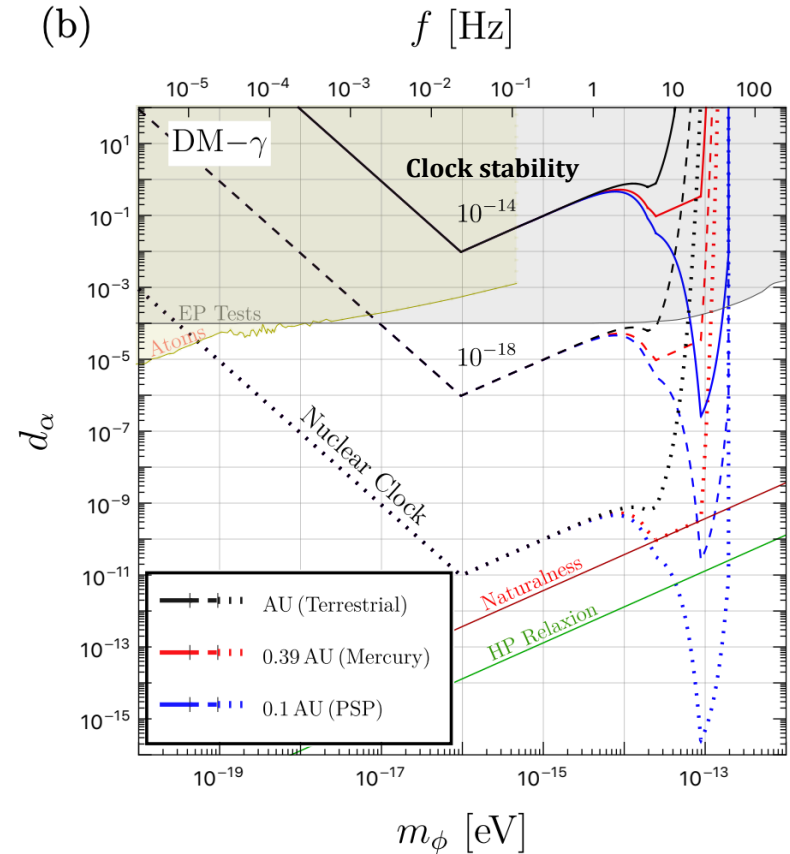 (b)
f [Hz]
10⁻⁵ 10⁻⁴ 10⁻³ 10⁻² 10⁻¹ 1 10 100
DM−γ
Clock stability
10⁻¹⁴
10⁻¹⁸
EP Tests
Atoms
Nuclear Clock
Naturalness
HP Relaxion
AU (Terrestrial)
0.39 AU (Mercury)
0.1 AU (PSP)
10¹
10⁻¹
10⁻³
10⁻⁵
10⁻⁷
10⁻⁹
10⁻¹¹
10⁻¹³
10⁻¹⁵
d_α
10⁻¹⁹ 10⁻¹⁷ 10⁻¹⁵ 10⁻¹³
m_ϕ [eV]